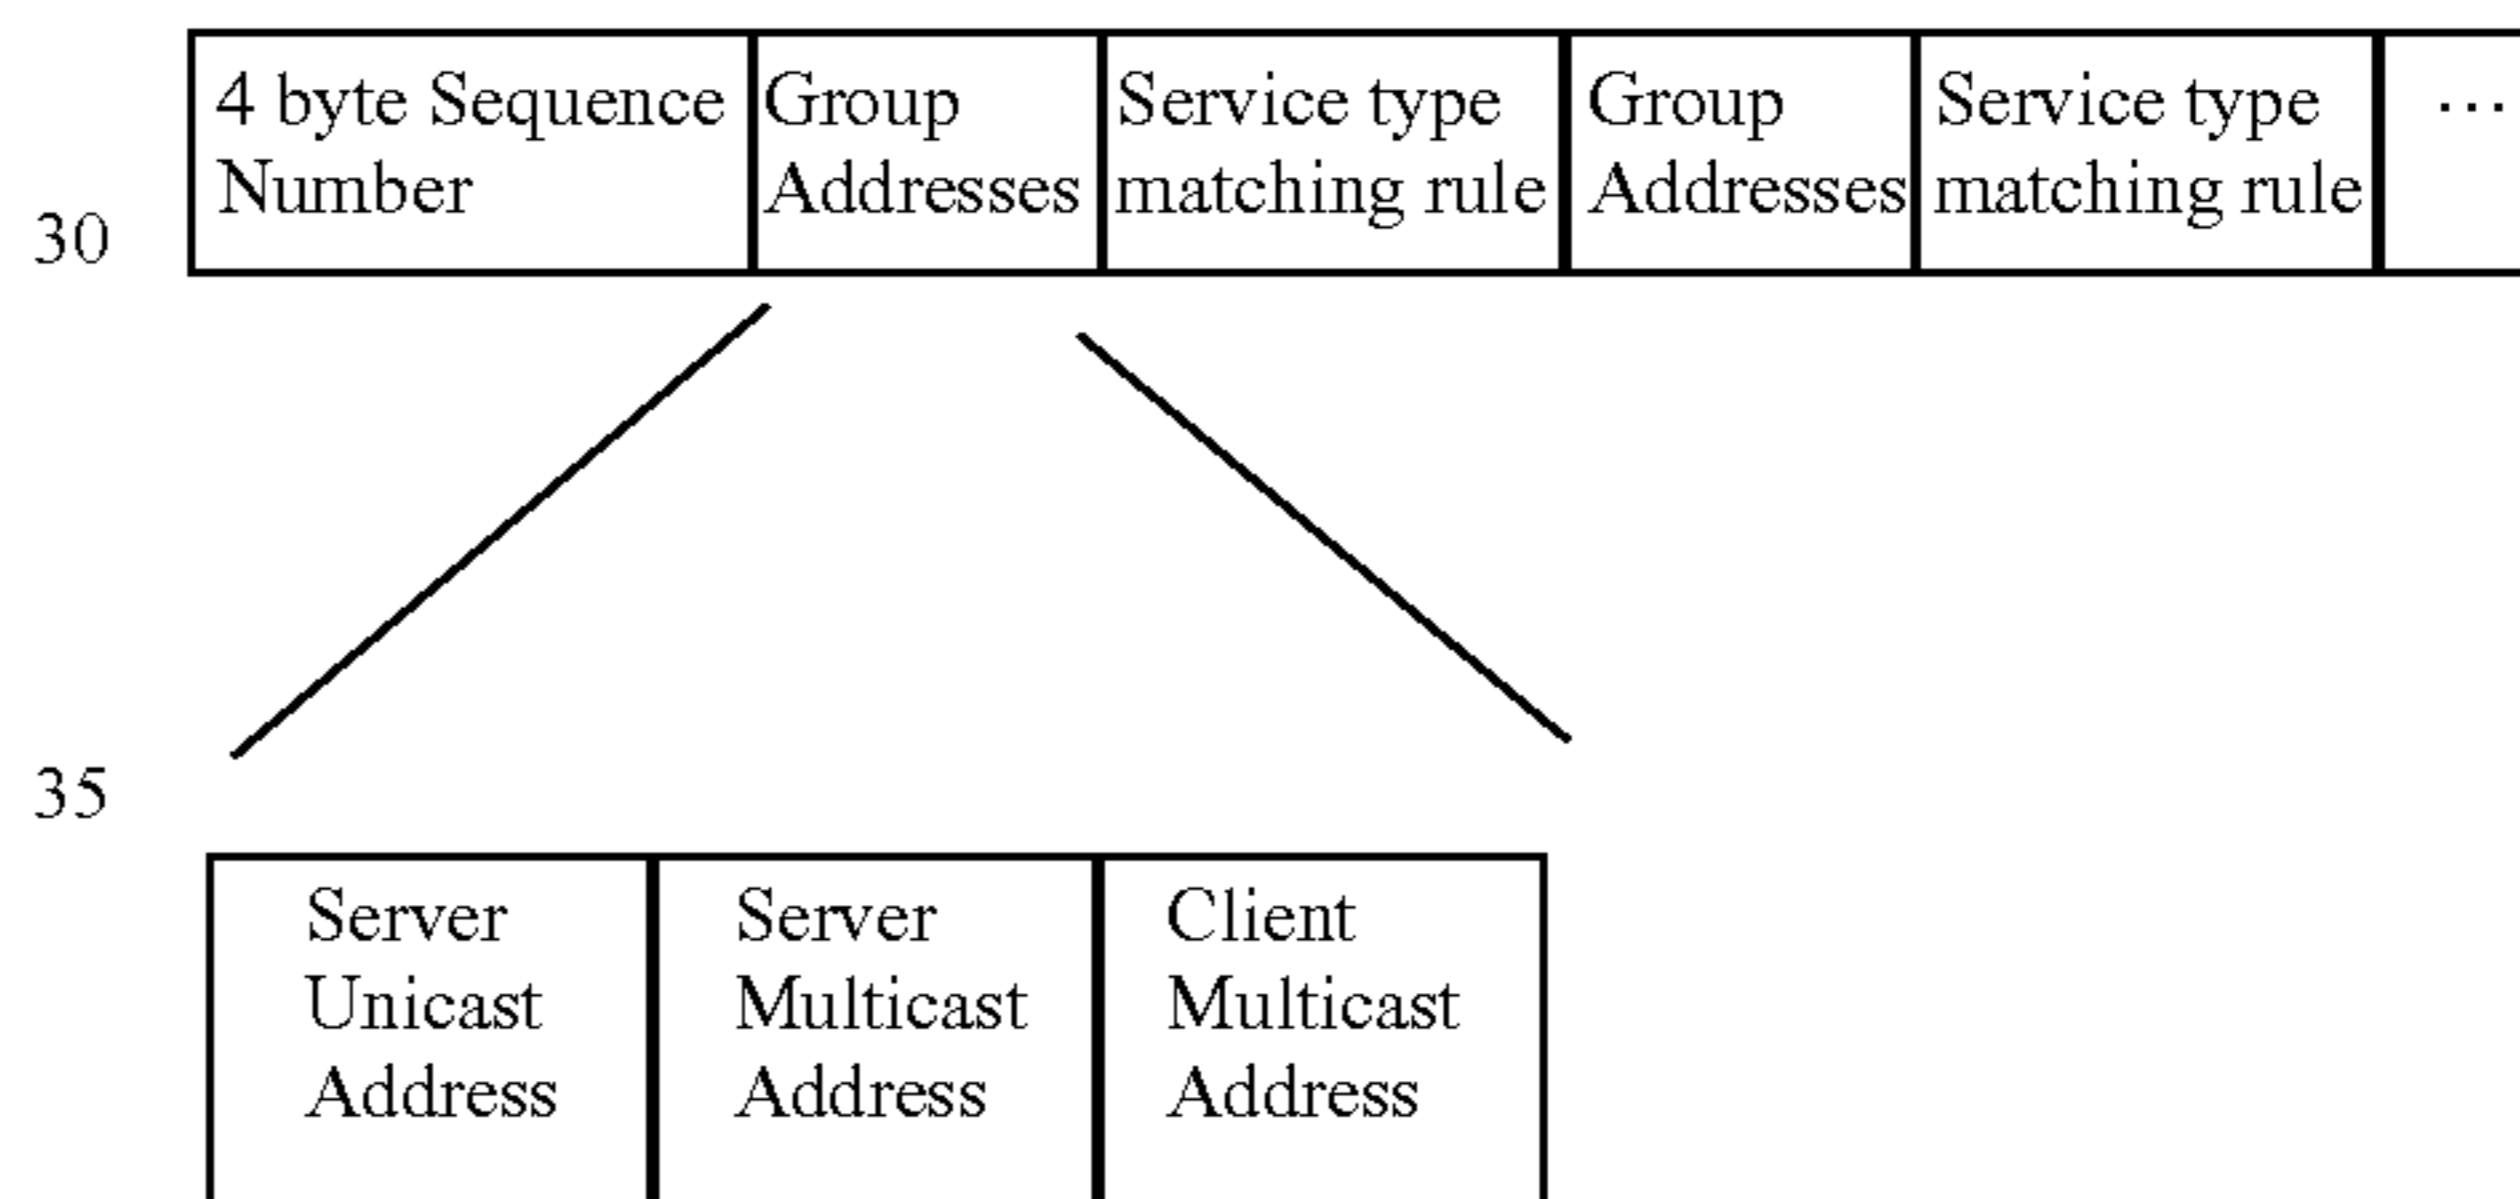 4 byte Sequence
Number
Group
Addresses
Service type
matching rule
Group
Addresses
Service type
matching rule
...
30
35
Server
Unicast
Address
Server
Multicast
Address
Client
Multicast
Address